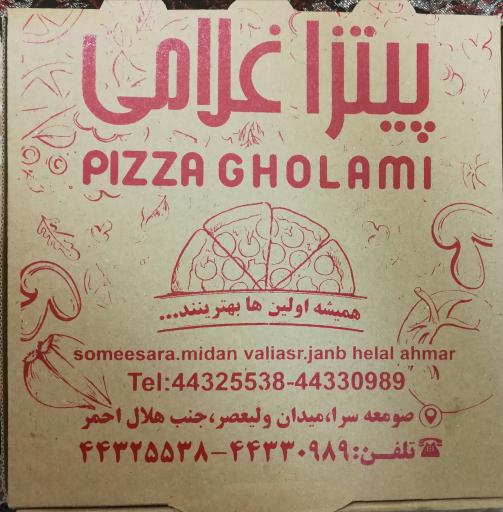 پیتزا غلامی
PIZZA GHOLAMI
همیشه اولین ها بهترینند...
someesara.midan valiasr.janb helal ahmar
Tel:44325538-44330989
صومعه سرا،میدان ولیعصر،جنب هلال احمر
تلفن:۴۴۳۳۰۹۸۹-۴۴۳۲۵۵۳۸